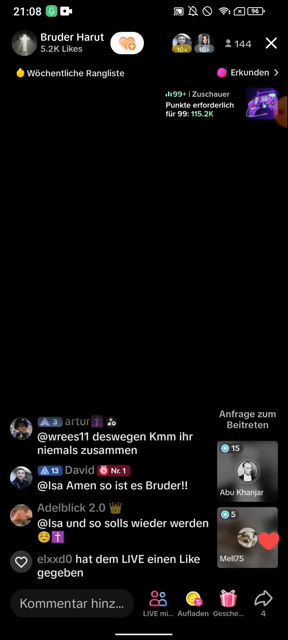 21:08
96
Bruder Harut
5.2K Likes
10+
10+
144
Wöchentliche Rangliste
Erkunden >
99+ | Zuschauer
Punkte erforderlich
für 99: 115.2K
3 artur✝️
@wrees11 deswegen Kmm ihr
niemals zusammen
13 David Nr. 1
@Isa Amen so ist es Bruder!!
Adelblick 2.0 👑
@Isa und so solls wieder werden
☺️✝️
elxxd0 hat dem LIVE einen Like
gegeben
Anfrage zum
Beitreten
15
Abu Khanjar
5
Mell75
Kommentar hinz...
LIVE mi...
Aufladen
Gesche...
4